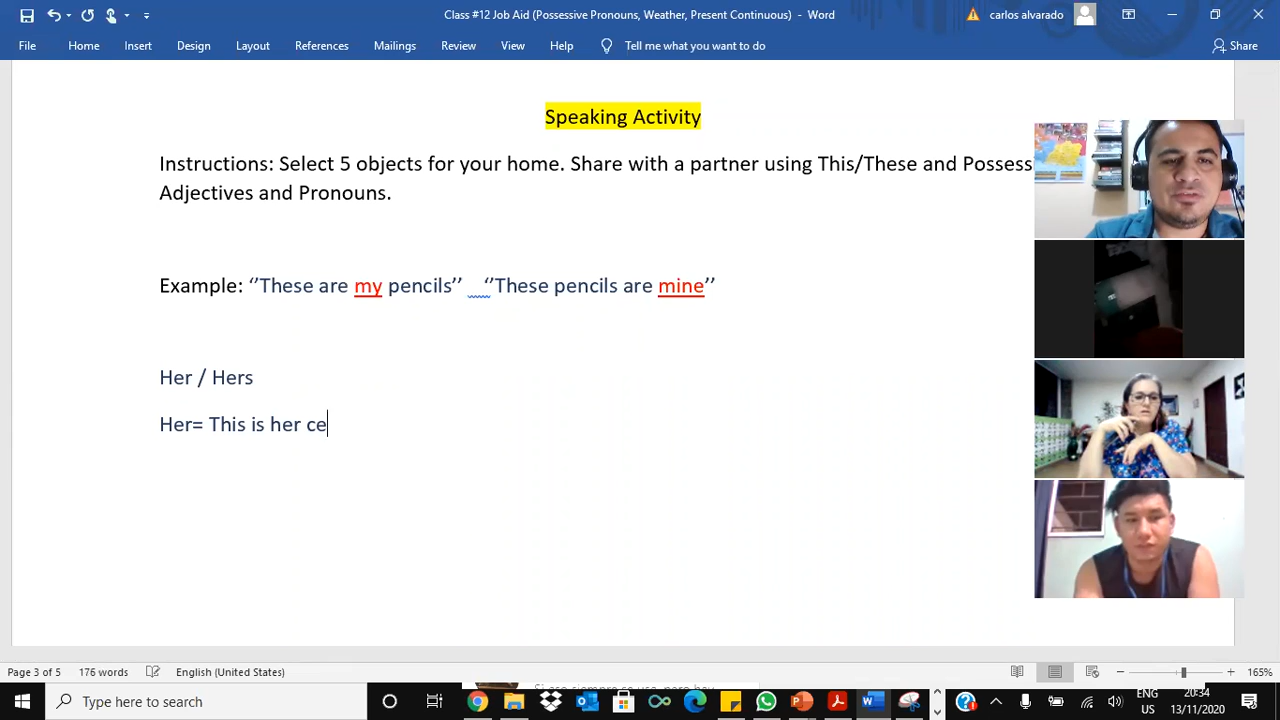 Class #12 Job Aid (Possessive Pronouns, Weather, Present Continuous) - Word
carlos alvarado
File Home Insert Design Layout References Mailings Review View Help Tell me what you want to do Share
Speaking Activity
Instructions: Select 5 objects for your home. Share with a partner using This/These and Possess
Adjectives and Pronouns.
Example: ‘’These are my pencils’’ ‘’These pencils are mine’’
Her / Hers
Her= This is her ce
Page 3 of 5 176 words English (United States) 165%
Type here to search
ENG
US
20:34
13/11/2020